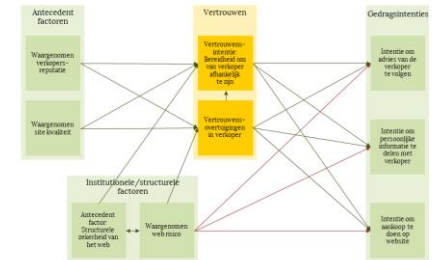 Antecedent
factoren
Vertrouwen
Gedragsintenties
Waargenomen
verkopers-
reputatie
Waargenomen
site kwaliteit
Vertrouwens-
intentie:
Bereidheid om
van verkoper
afhankelijk
te zijn
Vertrouwens-
overtuigingen
in verkoper
Intentie om
advies van de
verkoper
te volgen
Intentie om
persoonlijke
informatie te
delen met
verkoper
Intentie om
aankoop te
doen op
website
Institutionele/structurele
factoren
Antecedent
factor:
Structurele
zekerheid van
het web
Waargenomen
web risico